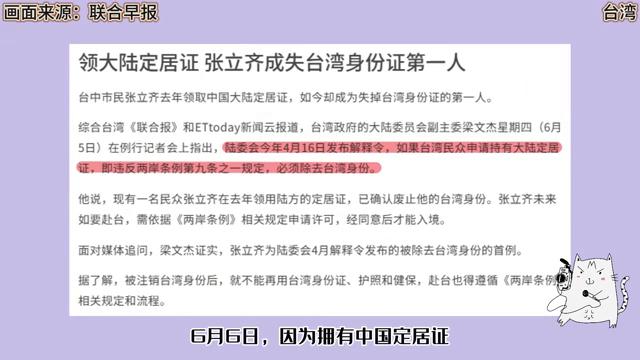 画面来源：联合早报
台湾
领大陆定居证 张立齐成失台湾身份证第一人
台中市民张立齐去年领取中国大陆定居证，如今却成为失掉台湾身份证的第一人。
综合台湾《联合报》和ETtoday新闻云报道，台湾政府的大陆委员会副主委梁文杰星期四（6月
5日）在例行记者会上指出，陆委会今年4月16日发布解释令，如果台湾民众申请持有大陆定居
证，即违反两岸条例第九条之一规定，必须除去台湾身份。
他说，现有一名民众张立齐在去年领用陆方的定居证，已确认废止他的台湾身份。张立齐未来
如要赴台，需依据《两岸条例》相关规定申请许可，经同意后才能入境。
面对媒体追问，梁文杰证实，张立齐为陆委会4月解释令发布的被除去台湾身份的首例。
据了解，被注销台湾身份后，就不能再用台湾身份证、护照和健保，赴台也得遵循《两岸条例
相关规定和流程。
6月6日，因为拥有中国定居证